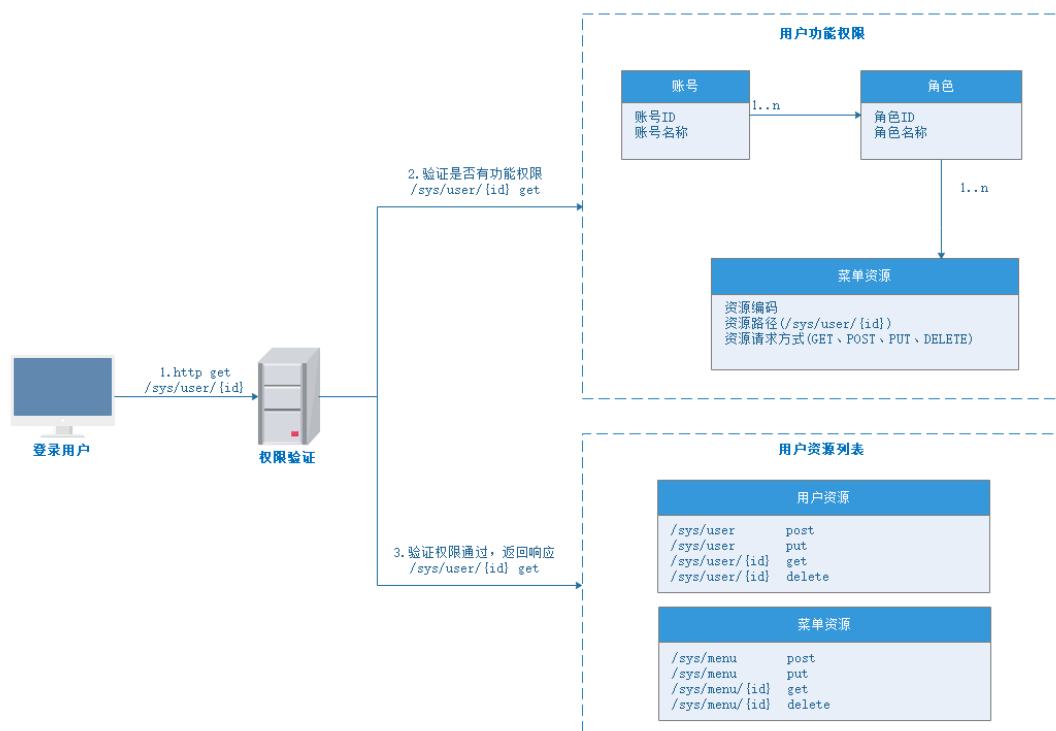 用户功能权限
账号
账号ID
账号名称
1..n
角色
角色ID
角色名称
1..n
菜单资源
资源编码
资源路径(/sys/user/{id})
资源请求方式(GET、POST、PUT、DELETE)
2.验证是否有功能权限
/sys/user/{id} get
1.http get
/sys/user/{id}
登录用户
权限验证
3.验证权限通过，返回响应
/sys/user/{id} get
用户资源列表
用户资源
/sys/user post
/sys/user put
/sys/user/{id} get
/sys/user/{id} delete
菜单资源
/sys/menu post
/sys/menu put
/sys/menu/{id} get
/sys/menu/{id} delete